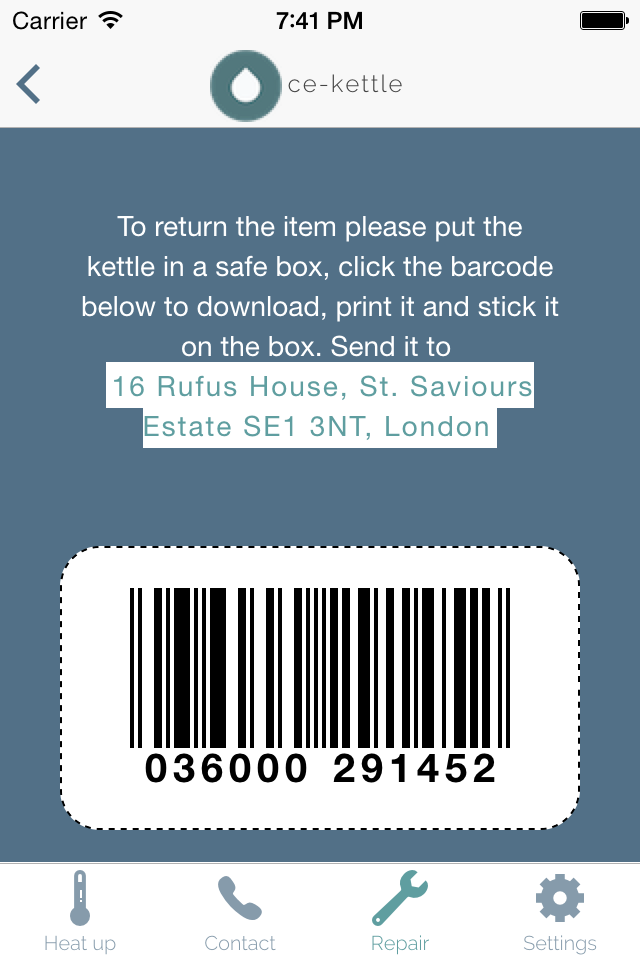 Carrier 7:41 PM
ce-kettle
To return the item please put the
kettle in a safe box, click the barcode
below to download, print it and stick it
on the box. Send it to
16 Rufus House, St. Saviours
Estate SE1 3NT, London
036000 291452
Heat up Contact Repair Settings